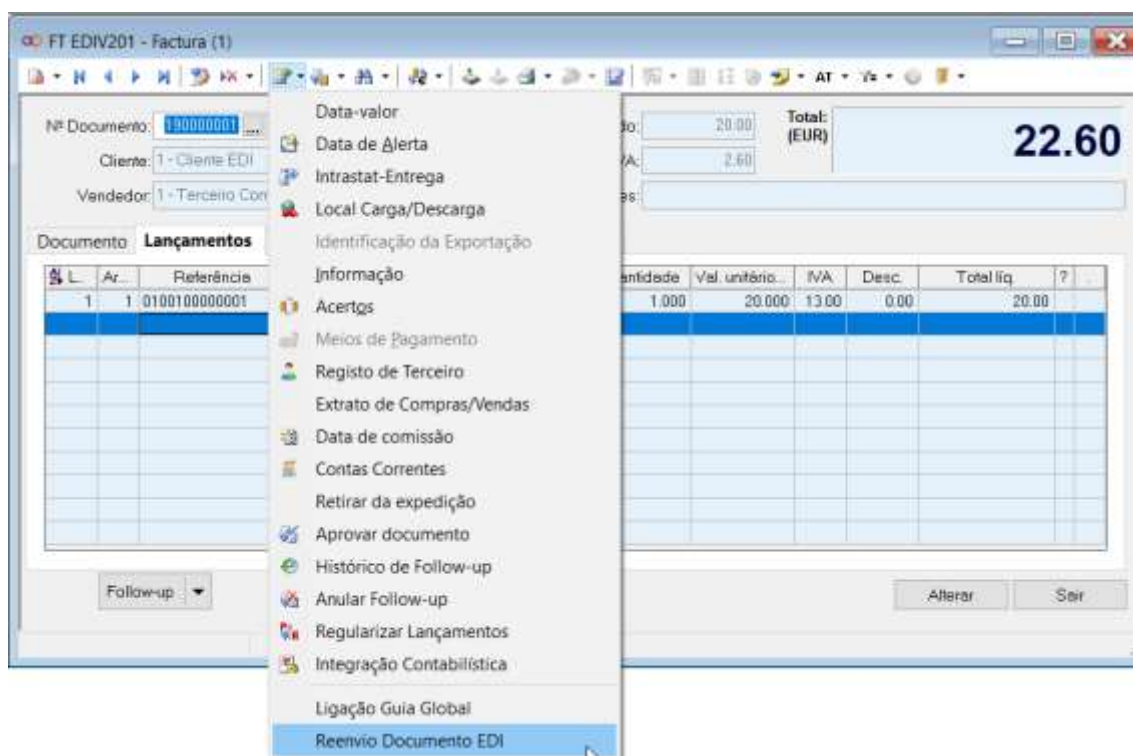 FT EDIV201 - Factura (1)
AT
Nº Documento: 190000001 ...
20.00
Total:
(EUR)
22.60
Cliente: 1 - Cliente EDI
2.60
Vendedor: 1 - Terceiro
Documento Lançamentos
L... Ar... Referência
Val. unitário... IVA Desc. Total líq. ?
1 1 0100100000001 1.000 20.000 13.00 0.00 20.00
Data-valor
Data de Alerta
Intrastat-Entrega
Local Carga/Descarga
Identificação da Exportação
Informação
Acertos
Meios de Pagamento
Registo de Terceiro
Extrato de Compras/Vendas
Data de comissão
Contas Correntes
Retirar da expedição
Aprovar documento
Histórico de Follow-up
Anular Follow-up
Regularizar Lançamentos
Integração Contabilística
Ligação Guia Global
Reenvio Documento EDI
Follow-up
Alterar Sair